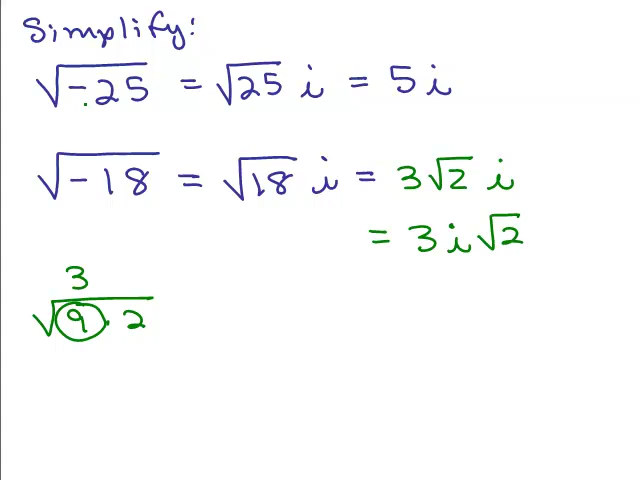 Simplify:
√-25 = √25 i = 5i
√-18 = √18 i = 3√2 i
= 3i√2
3
√9·2